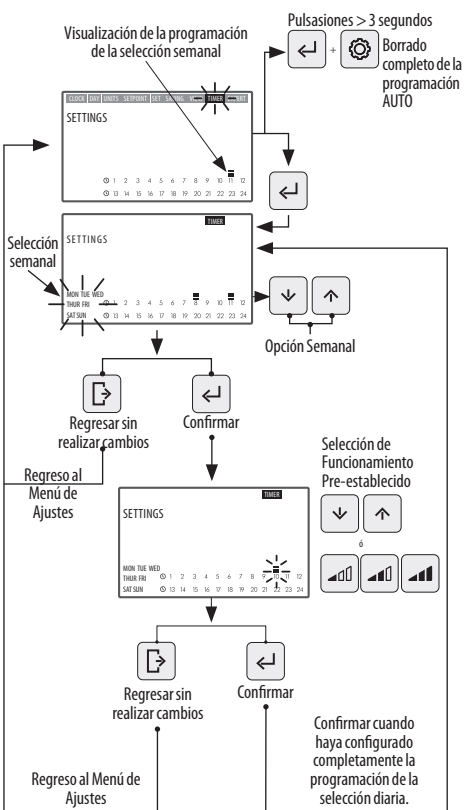 Visualización de la programación
de la selección semanal
Pulsasiones > 3 segundos
+
Borrado
completo de la
programación
AUTO
CLOCK DAY UNITS SETPOINT SET TIMER
SETTINGS
1 2 3 4 5 6 7 8 9 10 11 12
13 14 15 16 17 18 19 20 21 22 23 24
TIMER
SETTINGS
Selección
semanal
MON TUE WED
THUR FRI 1 2 3 4 5 6 7 8 9 10 11 12
SAT SUN 13 14 15 16 17 18 19 20 21 22 23 24
Opción Semanal
Regresar sin
realizar cambios
Confirmar
Regreso al
Menú de
Ajustes
Selección de
Funcionamiento
Pre-establecido
ó
TIMER
SETTINGS
MON TUE WED
THUR FRI 1 2 3 4 5 6 7 8 9 10 11 12
SAT SUN 13 14 15 16 17 18 19 20 21 22 23 24
Regresar sin
realizar cambios
Confirmar
Confirmar cuando
haya configurado
completamente la
programación de la
selección diaria.
Regreso al Menú de
Ajustes